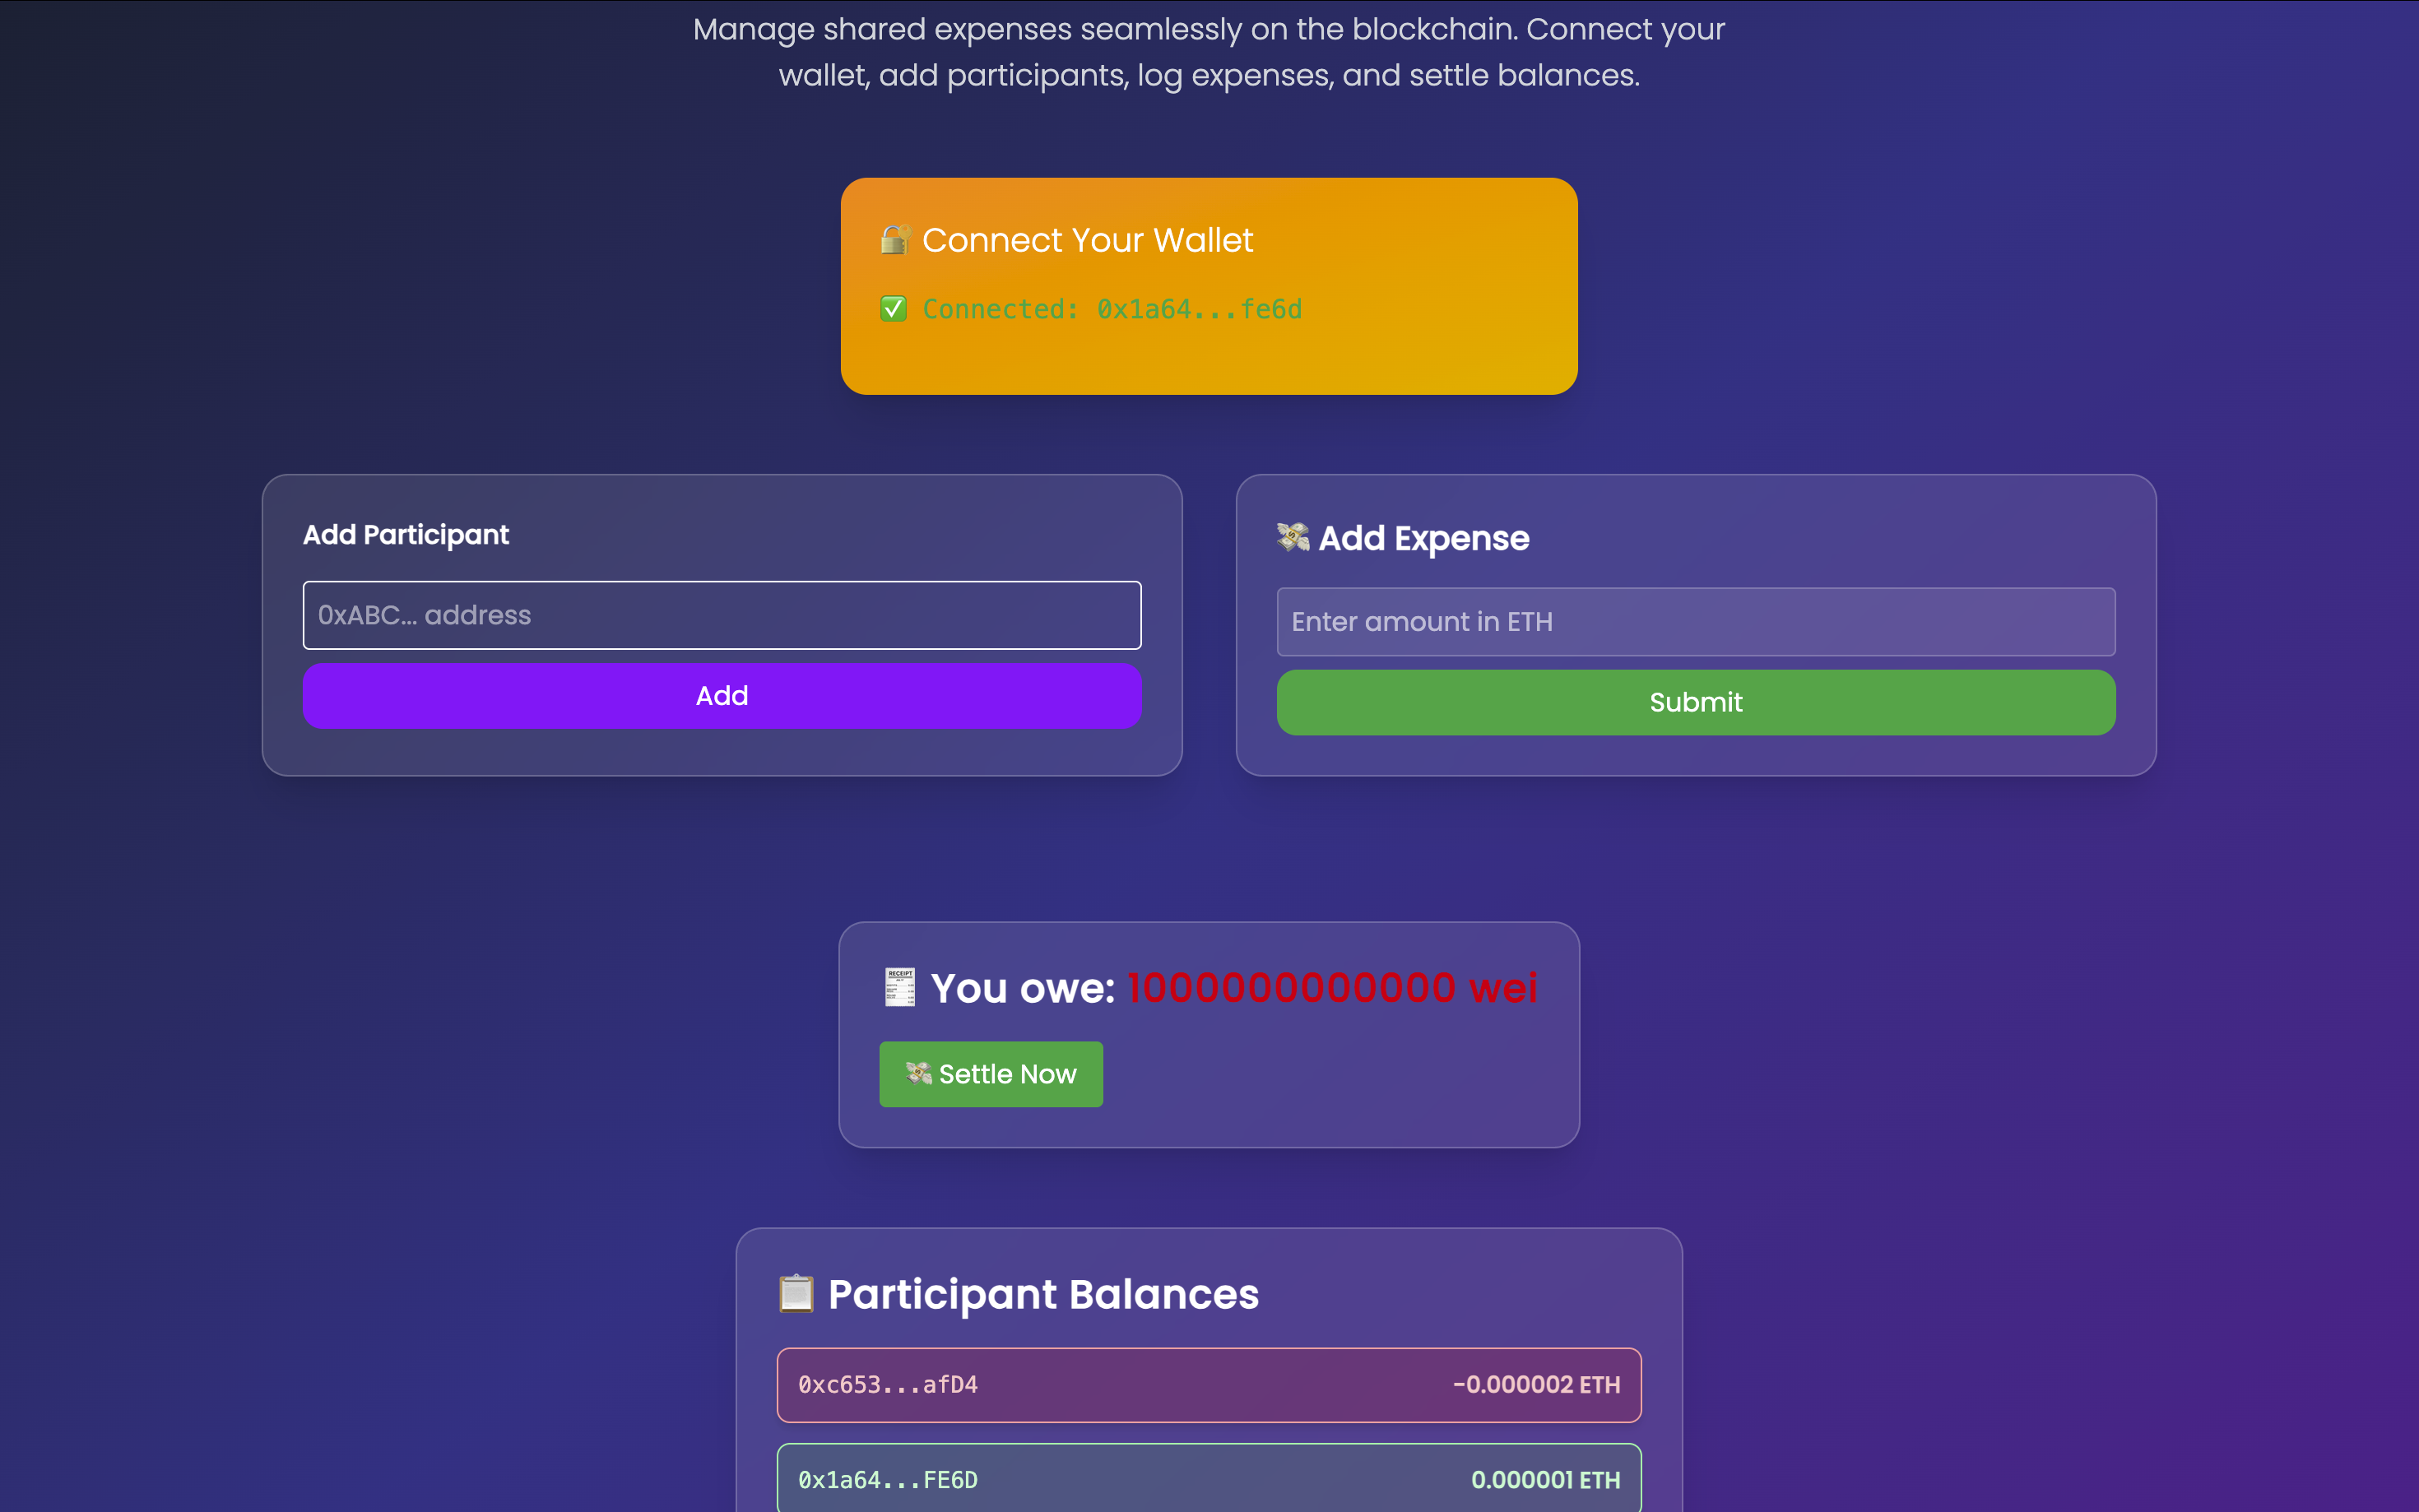 Manage shared expenses seamlessly on the blockchain. Connect your
wallet, add participants, log expenses, and settle balances.
🔐 Connect Your Wallet
✅ Connected: 0x1a64...fe6d
Add Participant
0xABC... address
Add
💸 Add Expense
Enter amount in ETH
Submit
🧾 You owe: 1000000000000 wei
💸 Settle Now
📋 Participant Balances
0xc653...afD4 -0.000002 ETH
0x1a64...FE6D 0.000001 ETH